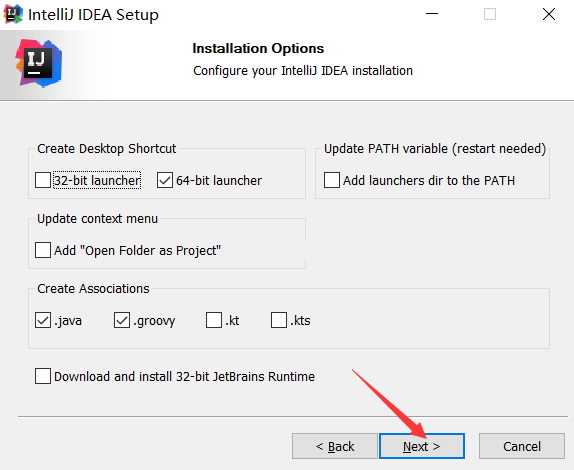 IntelliJ IDEA Setup
IJ
Installation Options
Configure your IntelliJ IDEA installation
Create Desktop Shortcut
32-bit launcher
64-bit launcher
Update PATH variable (restart needed)
Add launchers dir to the PATH
Update context menu
Add "Open Folder as Project"
Create Associations
.java
.groovy
.kt
.kts
Download and install 32-bit JetBrains Runtime
< Back
Next >
Cancel